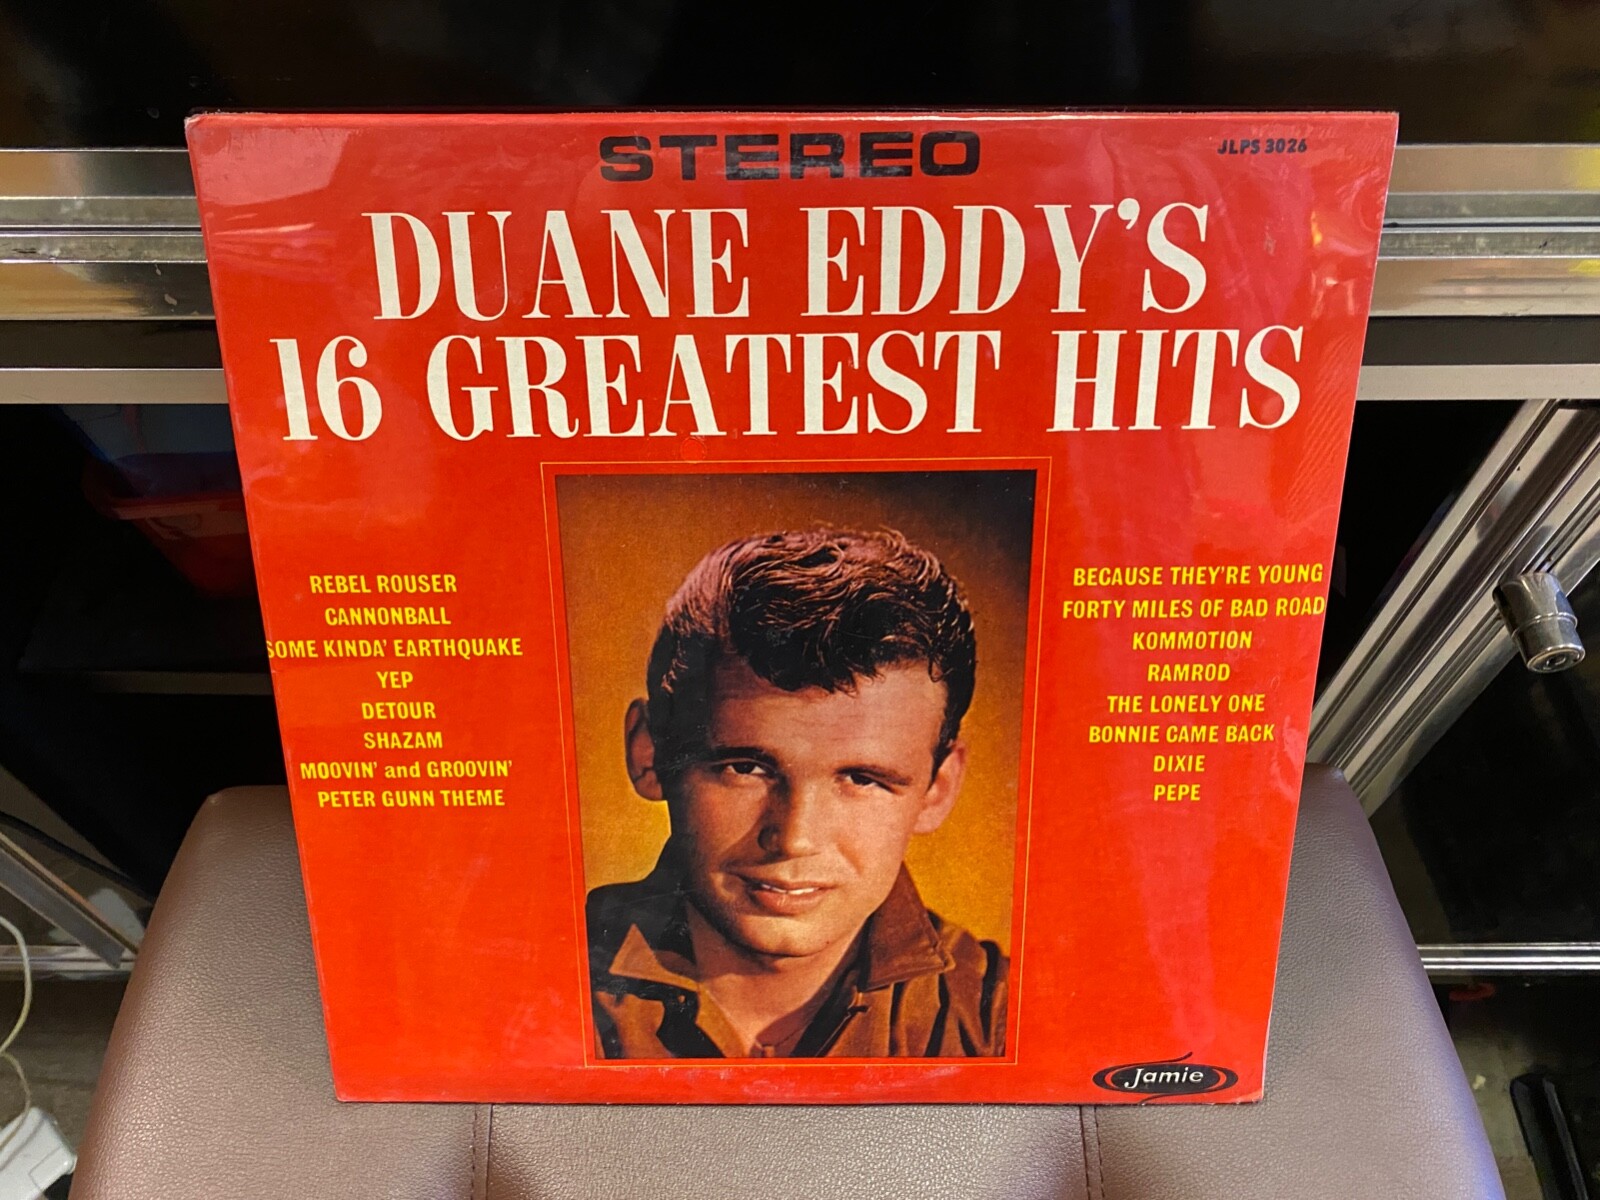 STEREO
JLPS 3026
DUANE EDDY'S
16 GREATEST HITS
REBEL ROUSER
CANNONBALL
SOME KINDA' EARTHQUAKE
YEP
DETOUR
SHAZAM
MOOVIN' and GROOVIN'
PETER GUNN THEME
BECAUSE THEY'RE YOUNG
FORTY MILES OF BAD ROAD
KOMMOTION
RAMROD
THE LONELY ONE
BONNIE CAME BACK
DIXIE
PEPE
Jamie